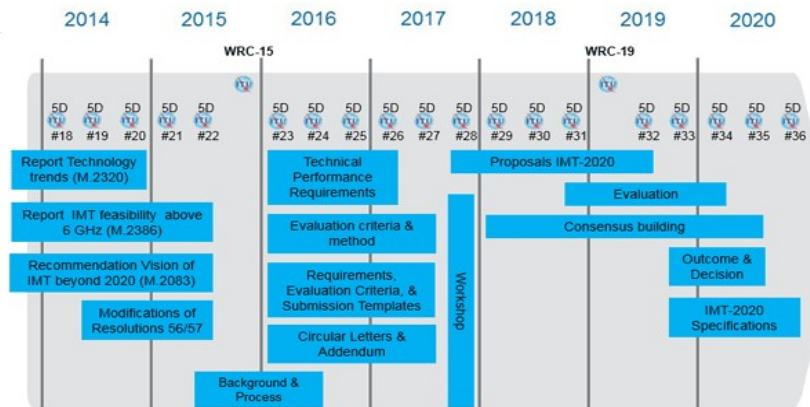 2014 2015 2016 2017 2018 2019 2020
WRC-15 WRC-19
5D 5D 5D 5D 5D 5D 5D 5D 5D 5D 5D 5D 5D 5D 5D 5D 5D 5D 5D
#18 #19 #20 #21 #22 #23 #24 #25 #26 #27 #28 #29 #30 #31 #32 #33 #34 #35 #36
Report Technology
trends (M.2320)
Report IMT feasibility above
6 GHz (M.2386)
Recommendation Vision of
IMT beyond 2020 (M.2083)
Modifications of
Resolutions 56/57
Background &
Process
Technical
Performance
Requirements
Evaluation criteria &
method
Requirements,
Evaluation Criteria, &
Submission Templates
Circular Letters &
Addendum
Workshop
Proposals IMT-2020
Evaluation
Consensus building
Outcome &
Decision
IMT-2020
Specifications